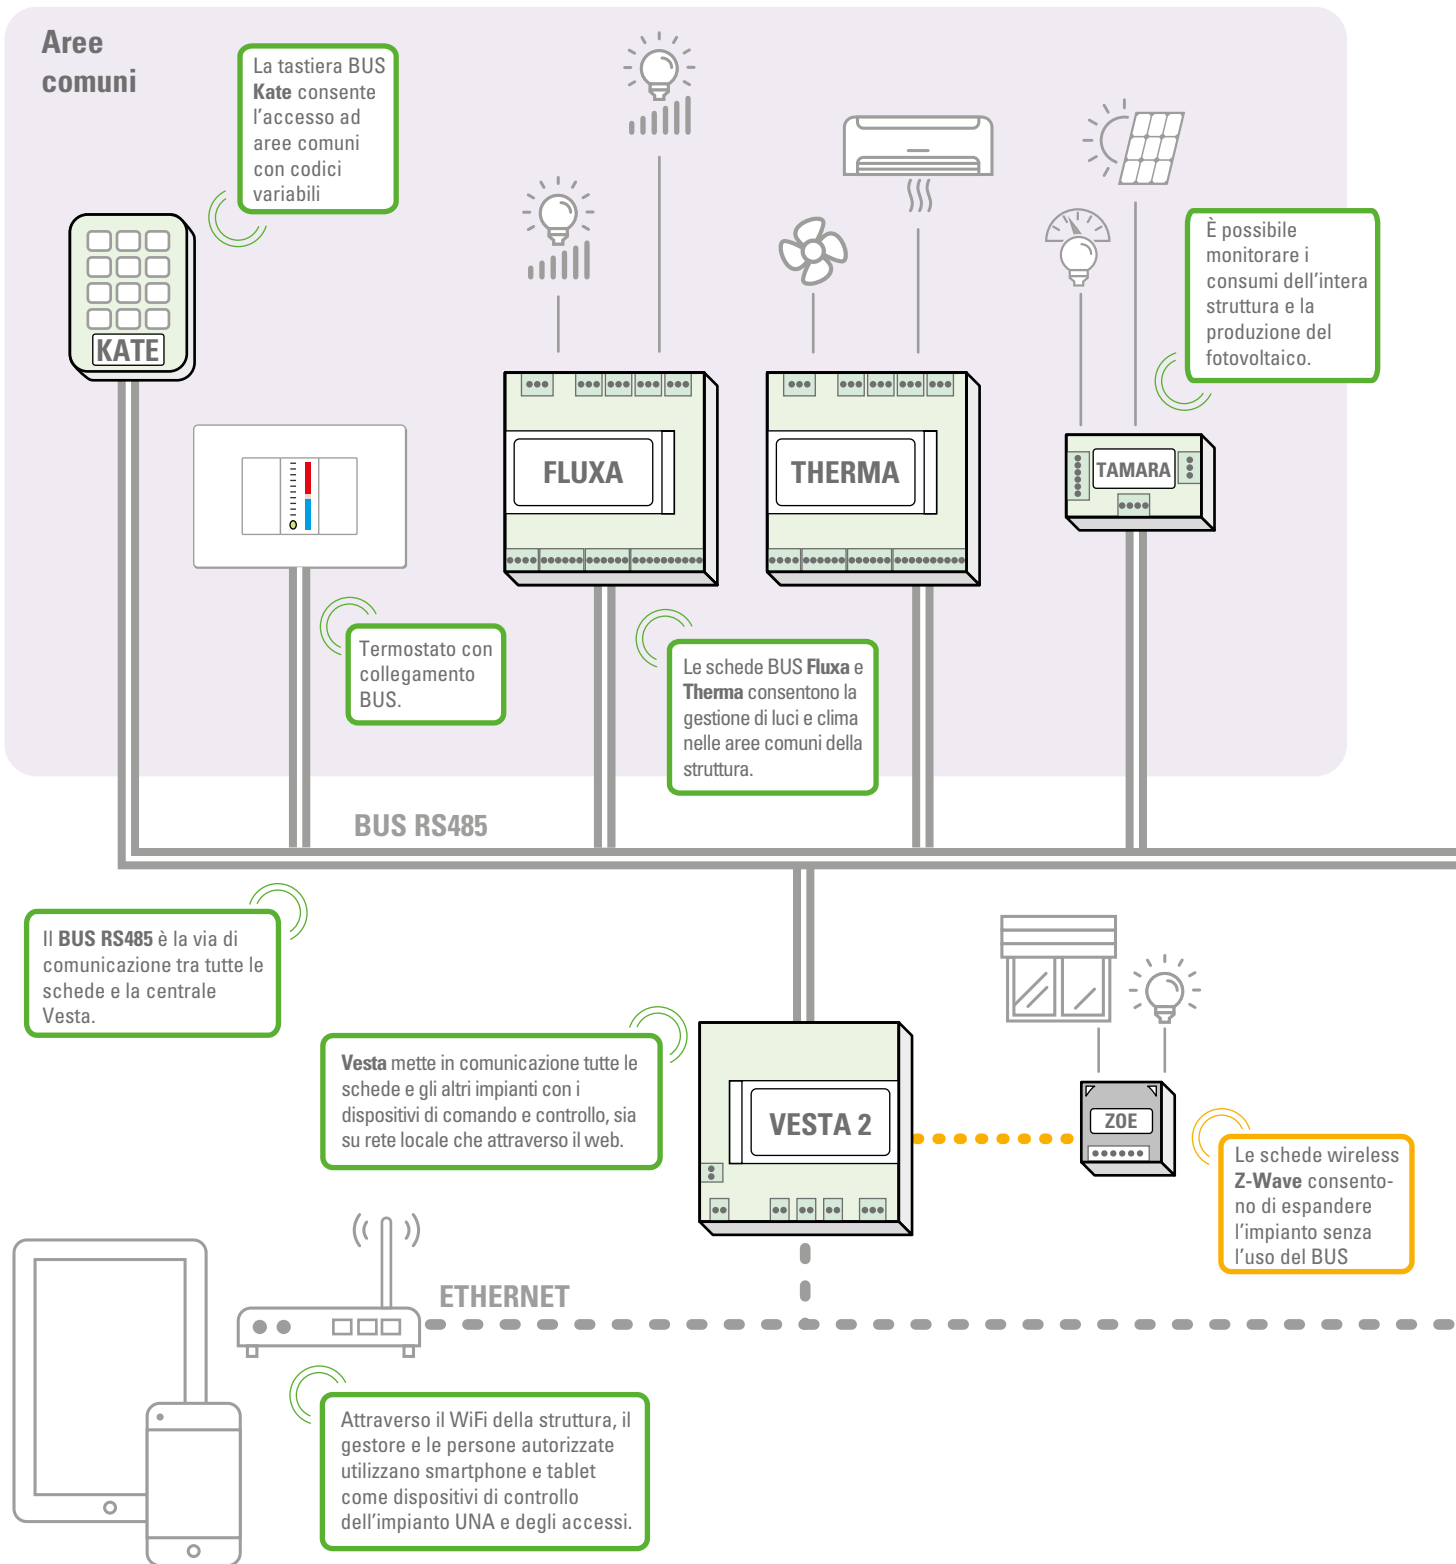 Aree
comuni
La tastiera BUS
Kate consente
l'accesso ad
aree comuni
con codici
variabili
KATE
È possibile
monitorare i
consumi dell'intera
struttura e la
produzione del
fotovoltaico.
FLUXA
THERMA
TAMARA
Termostato con
collegamento
BUS.
Le schede BUS Fluxa e
Therma consentono la
gestione di luci e clima
nelle aree comuni della
struttura.
BUS RS485
Il BUS RS485 è la via di
comunicazione tra tutte le
schede e la centrale
Vesta.
Vesta mette in comunicazione tutte le
schede e gli altri impianti con i
dispositivi di comando e controllo, sia
su rete locale che attraverso il web.
VESTA 2
ZOE
Le schede wireless
Z-Wave consento-
no di espandere
l'impianto senza
l'uso del BUS
ETHERNET
Attraverso il WiFi della struttura, il
gestore e le persone autorizzate
utilizzano smartphone e tablet
come dispositivi di controllo
dell'impianto UNA e degli accessi.